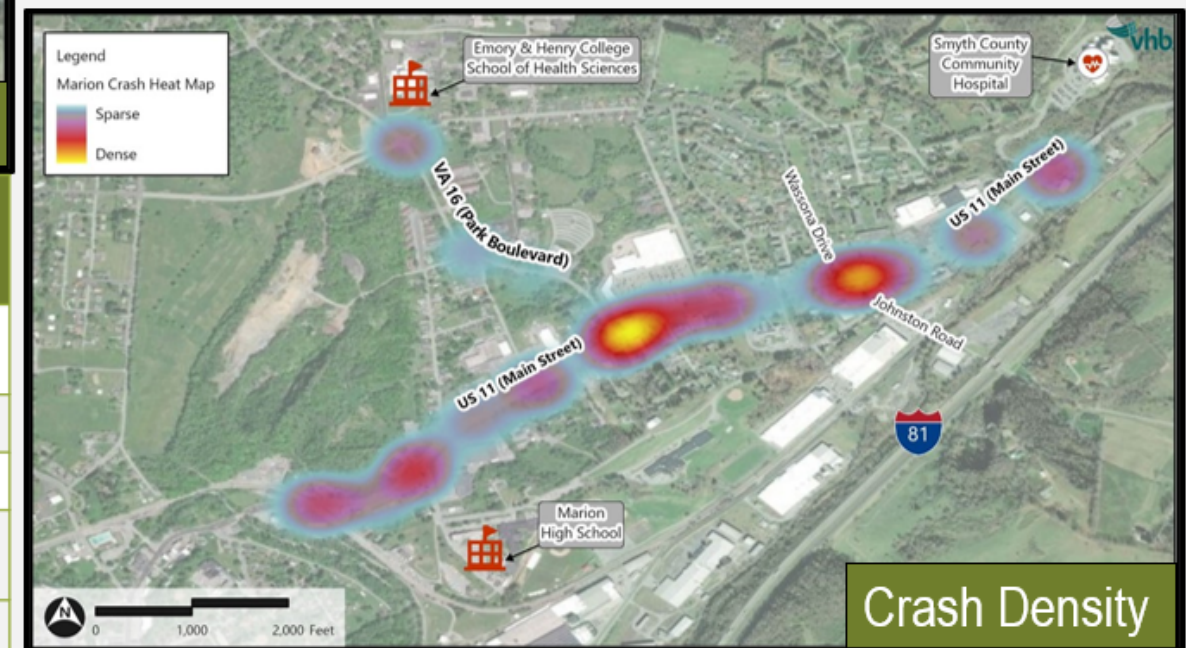 Legend
Marion Crash Heat Map
Sparse
Dense
Emory & Henry College
School of Health Sciences
Smyth County
Community
Hospital
vhb
VA 16 (Park Boulevard)
Wassona Drive
US 11 (Main Street)
Johnston Road
US 11 (Main Street)
81
Marion
High School
N
0 1,000 2,000 Feet
Crash Density